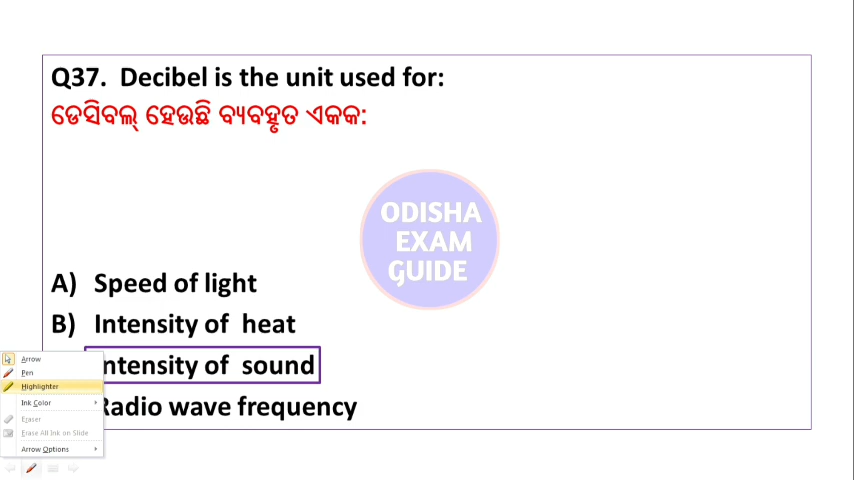 Q37. Decibel is the unit used for:
ଡେସିବଲ୍ ହେଉଛି ବ୍ୟବହୃତ ଏକକ:
ODISHA
EXAM
GUIDE
A) Speed of light
B) Intensity of heat
ntensity of sound
Radio wave frequency
Arrow
Pen
Highlighter
Ink Color
Eraser
Erase All Ink on Slide
Arrow Options